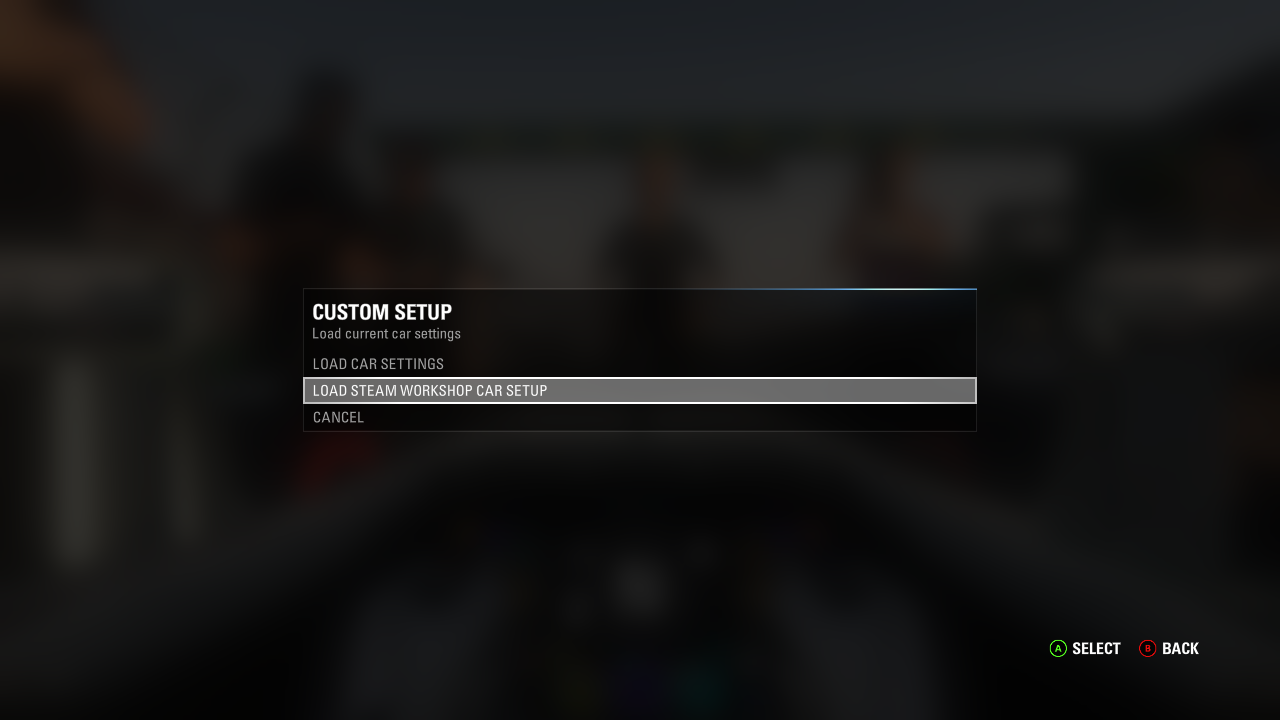 CUSTOM SETUP
Load current car settings
LOAD CAR SETTINGS
LOAD STEAM WORKSHOP CAR SETUP
CANCEL
A SELECT B BACK